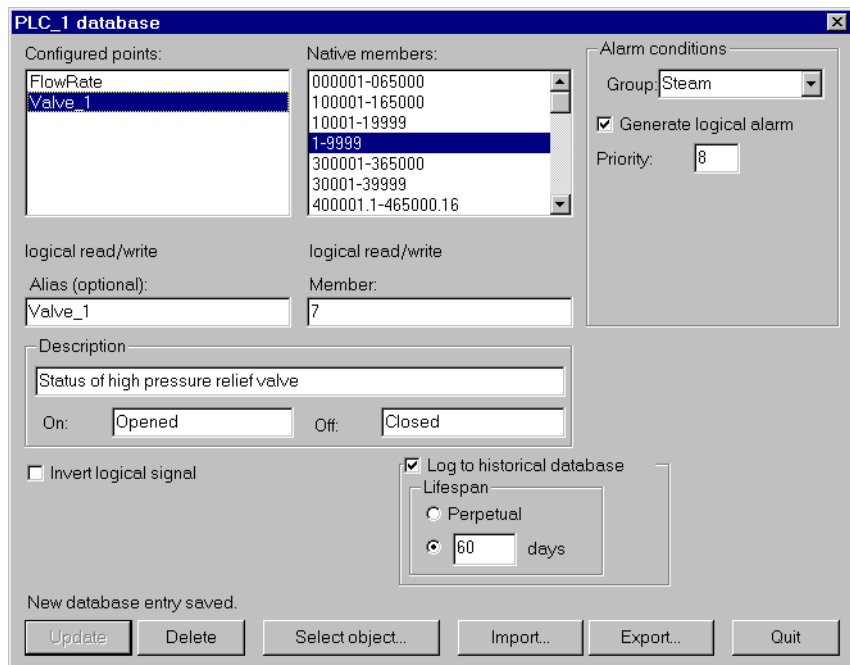 PLC_1 database
Configured points:
FlowRate
Valve_1
Native members:
000001-065000
100001-165000
10001-19999
1-9999
300001-365000
30001-39999
400001.1-465000.16
Alarm conditions
Group: Steam
Generate logical alarm
Priority: 8
logical read/write
logical read/write
Alias (optional):
Valve_1
Member:
7
Description
Status of high pressure relief valve
On: Opened Off: Closed
Invert logical signal
Log to historical database
Lifespan
Perpetual
60 days
New database entry saved.
Update Delete Select object... Import... Export... Quit